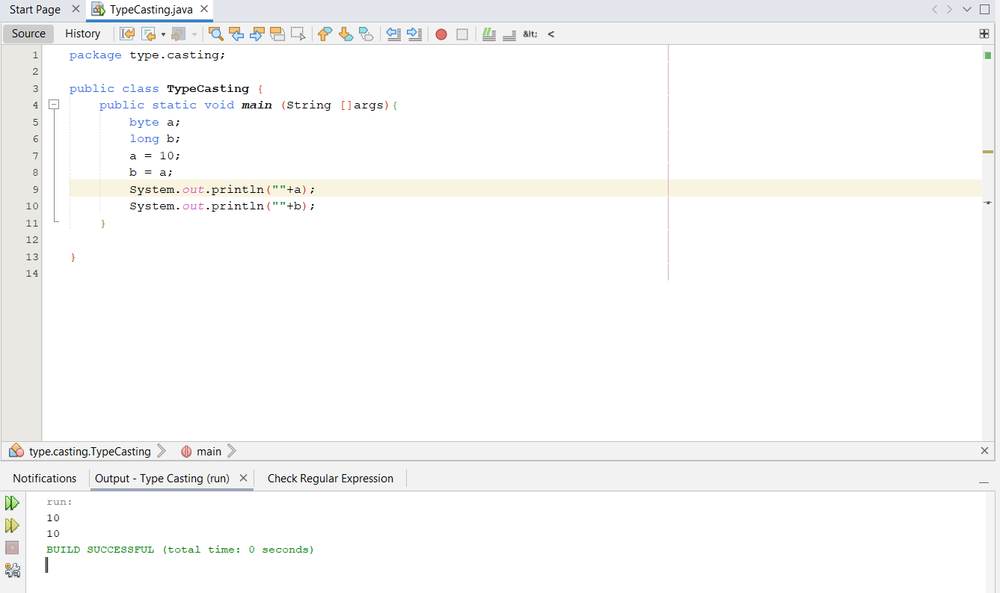 Start Page
TypeCasting.java
Source History &lt; <
1 package type.casting;
2
3 public class TypeCasting {
4 public static void main (String []args){
5 byte a;
6 long b;
7 a = 10;
8 b = a;
9 System.out.println(""+a);
10 System.out.println(""+b);
11 }
12
13 }
14
type.casting.TypeCasting main
Notifications Output - Type Casting (run) Check Regular Expression
run:
10
10
BUILD SUCCESSFUL (total time: 0 seconds)